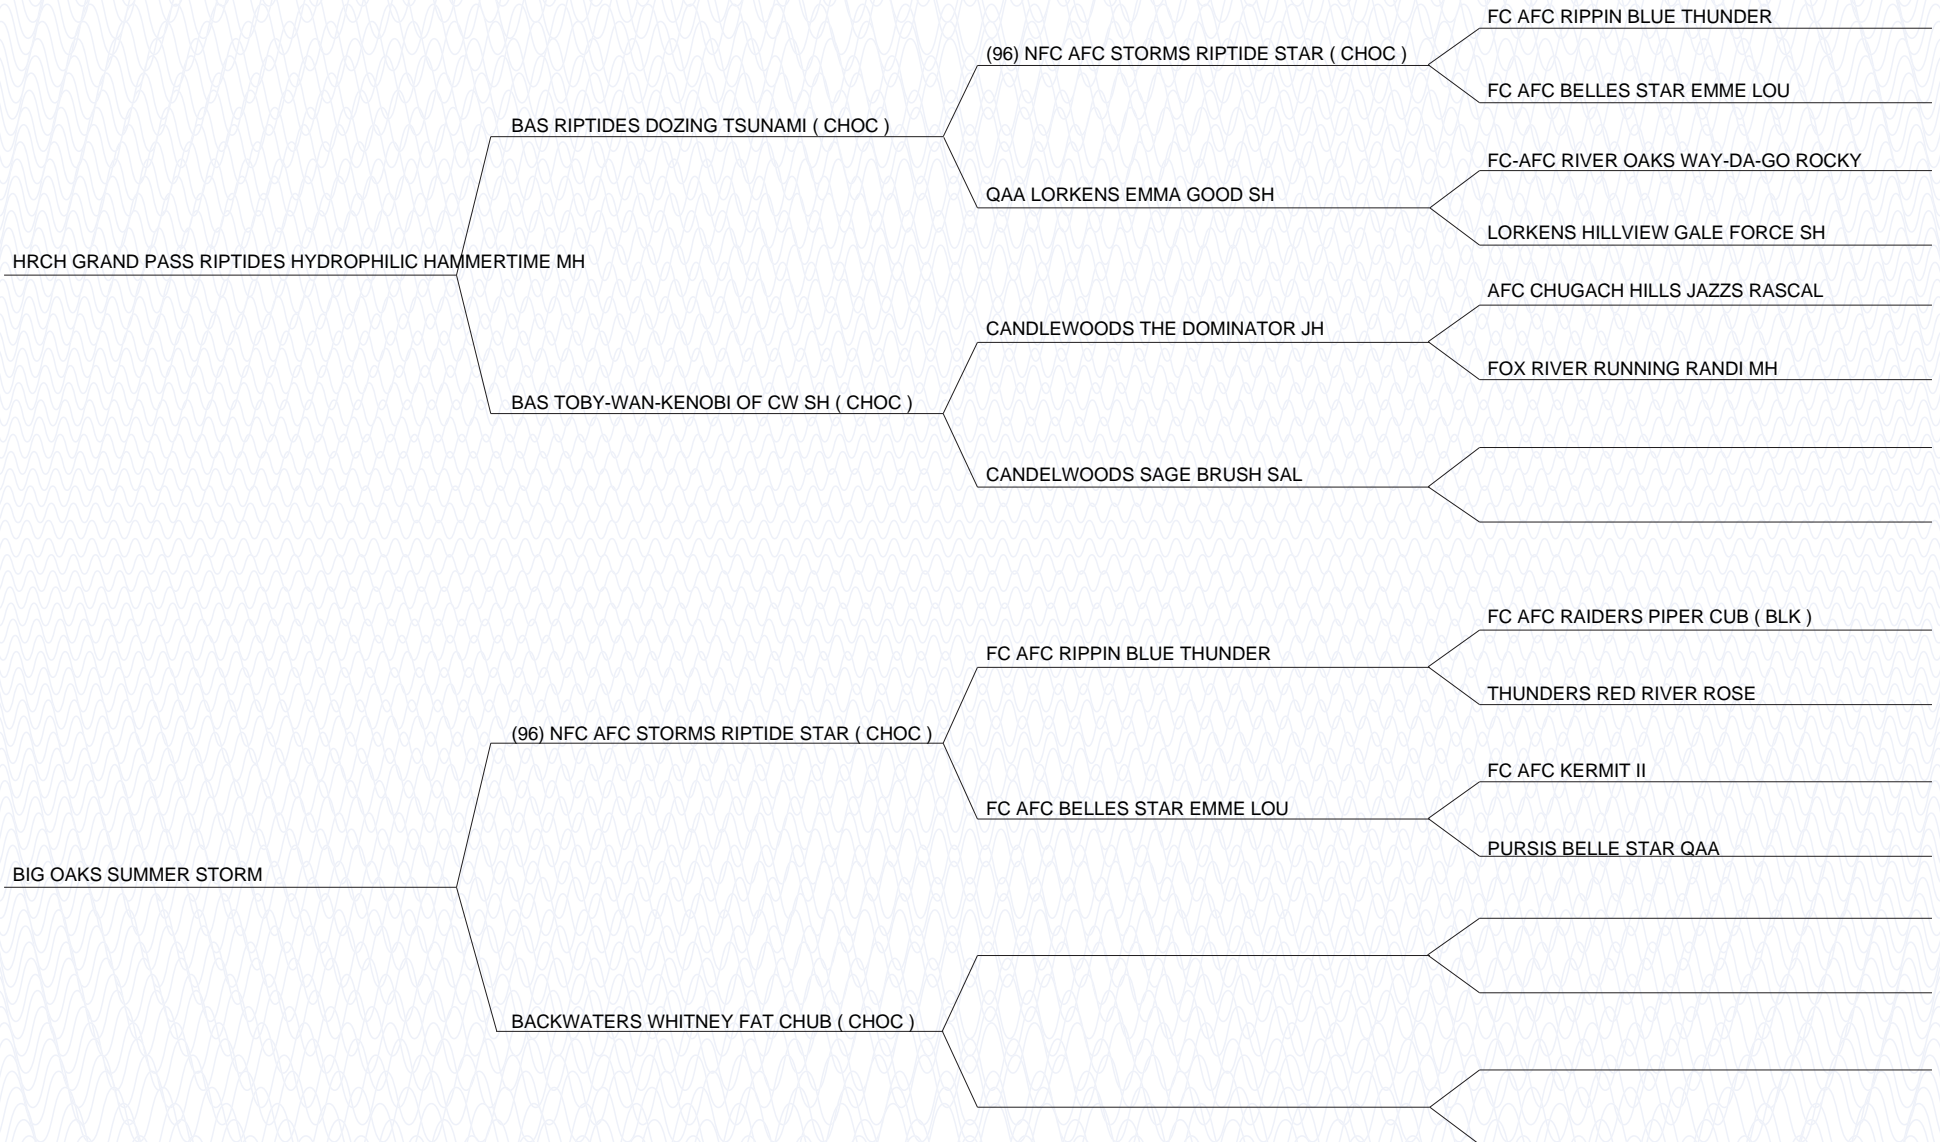 FC AFC RIPPIN BLUE THUNDER
(96) NFC AFC STORMS RIPTIDE STAR ( CHOC )
FC AFC BELLES STAR EMME LOU
BAS RIPTIDES DOZING TSUNAMI ( CHOC )
FC-AFC RIVER OAKS WAY-DA-GO ROCKY
QAA LORKENS EMMA GOOD SH
LORKENS HILLVIEW GALE FORCE SH
HRCH GRAND PASS RIPTIDES HYDROPHILIC HAMMERTIME MH
AFC CHUGACH HILLS JAZZS RASCAL
CANDLEWOODS THE DOMINATOR JH
FOX RIVER RUNNING RANDI MH
BAS TOBY-WAN-KENOBI OF CW SH ( CHOC )
CANDELWOODS SAGE BRUSH SAL
FC AFC RAIDERS PIPER CUB ( BLK )
FC AFC RIPPIN BLUE THUNDER
THUNDERS RED RIVER ROSE
(96) NFC AFC STORMS RIPTIDE STAR ( CHOC )
FC AFC KERMIT II
FC AFC BELLES STAR EMME LOU
PURSIS BELLE STAR QAA
BIG OAKS SUMMER STORM
BACKWATERS WHITNEY FAT CHUB ( CHOC )